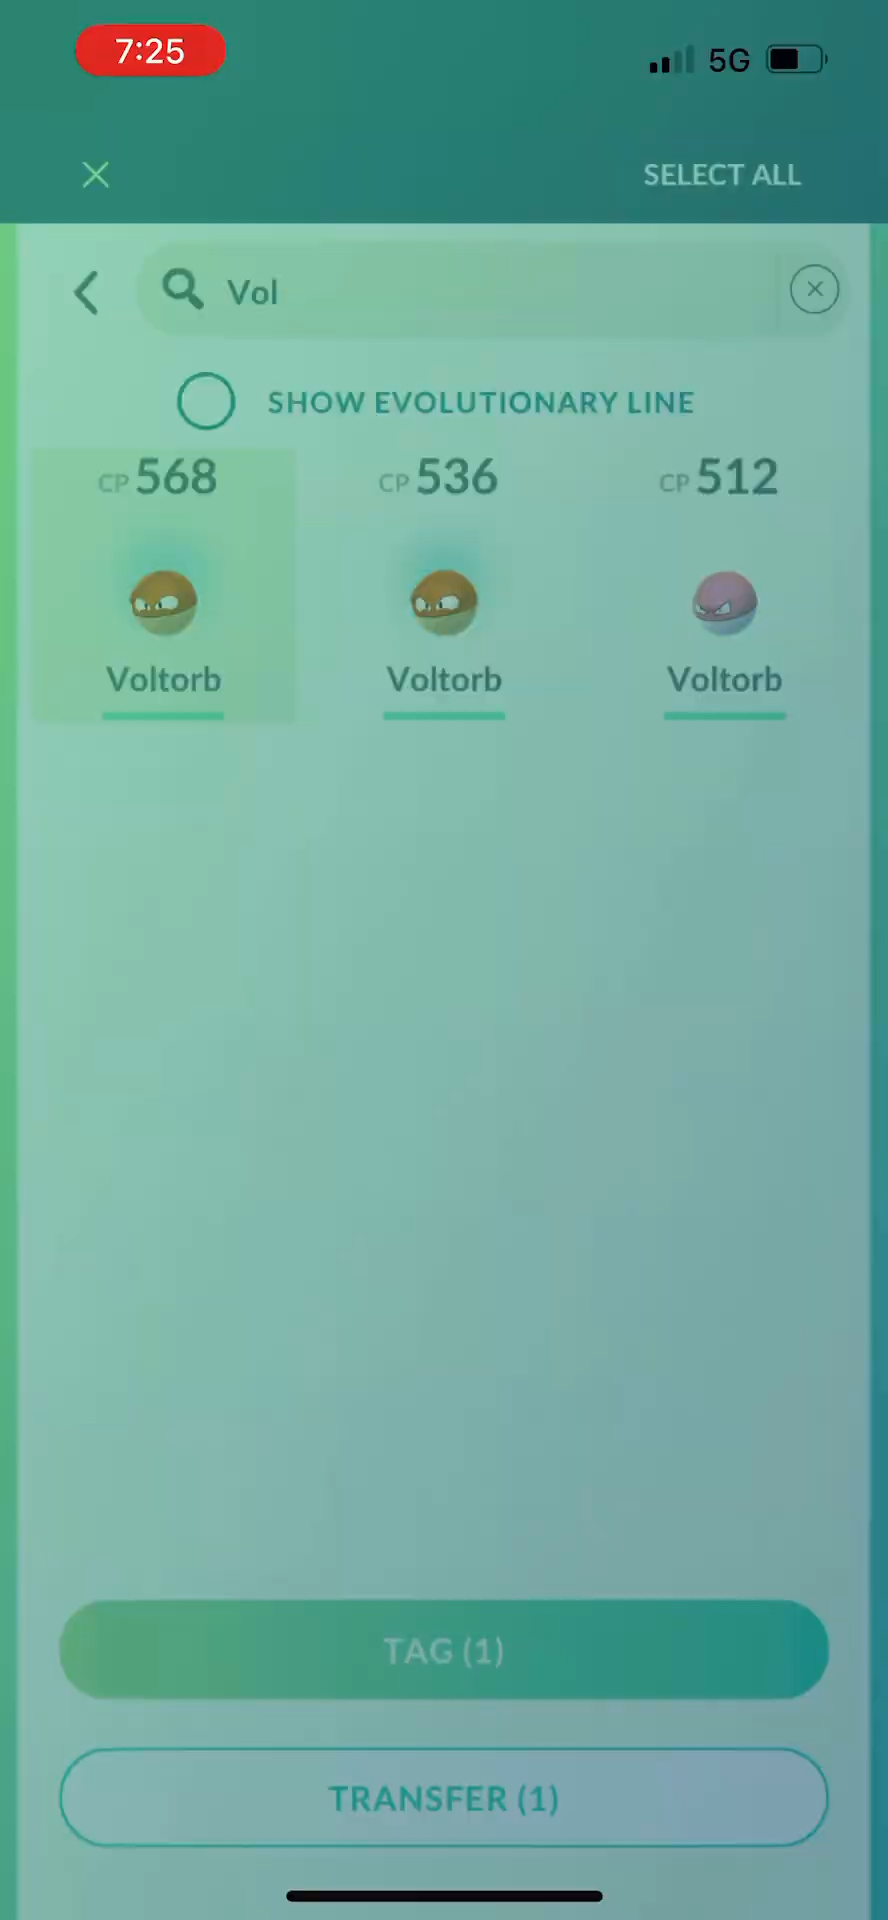 7:25 5G
SELECT ALL
Vol
SHOW EVOLUTIONARY LINE
CP 568 CP 536 CP 512
Voltorb Voltorb Voltorb
TAG (1)
TRANSFER (1)